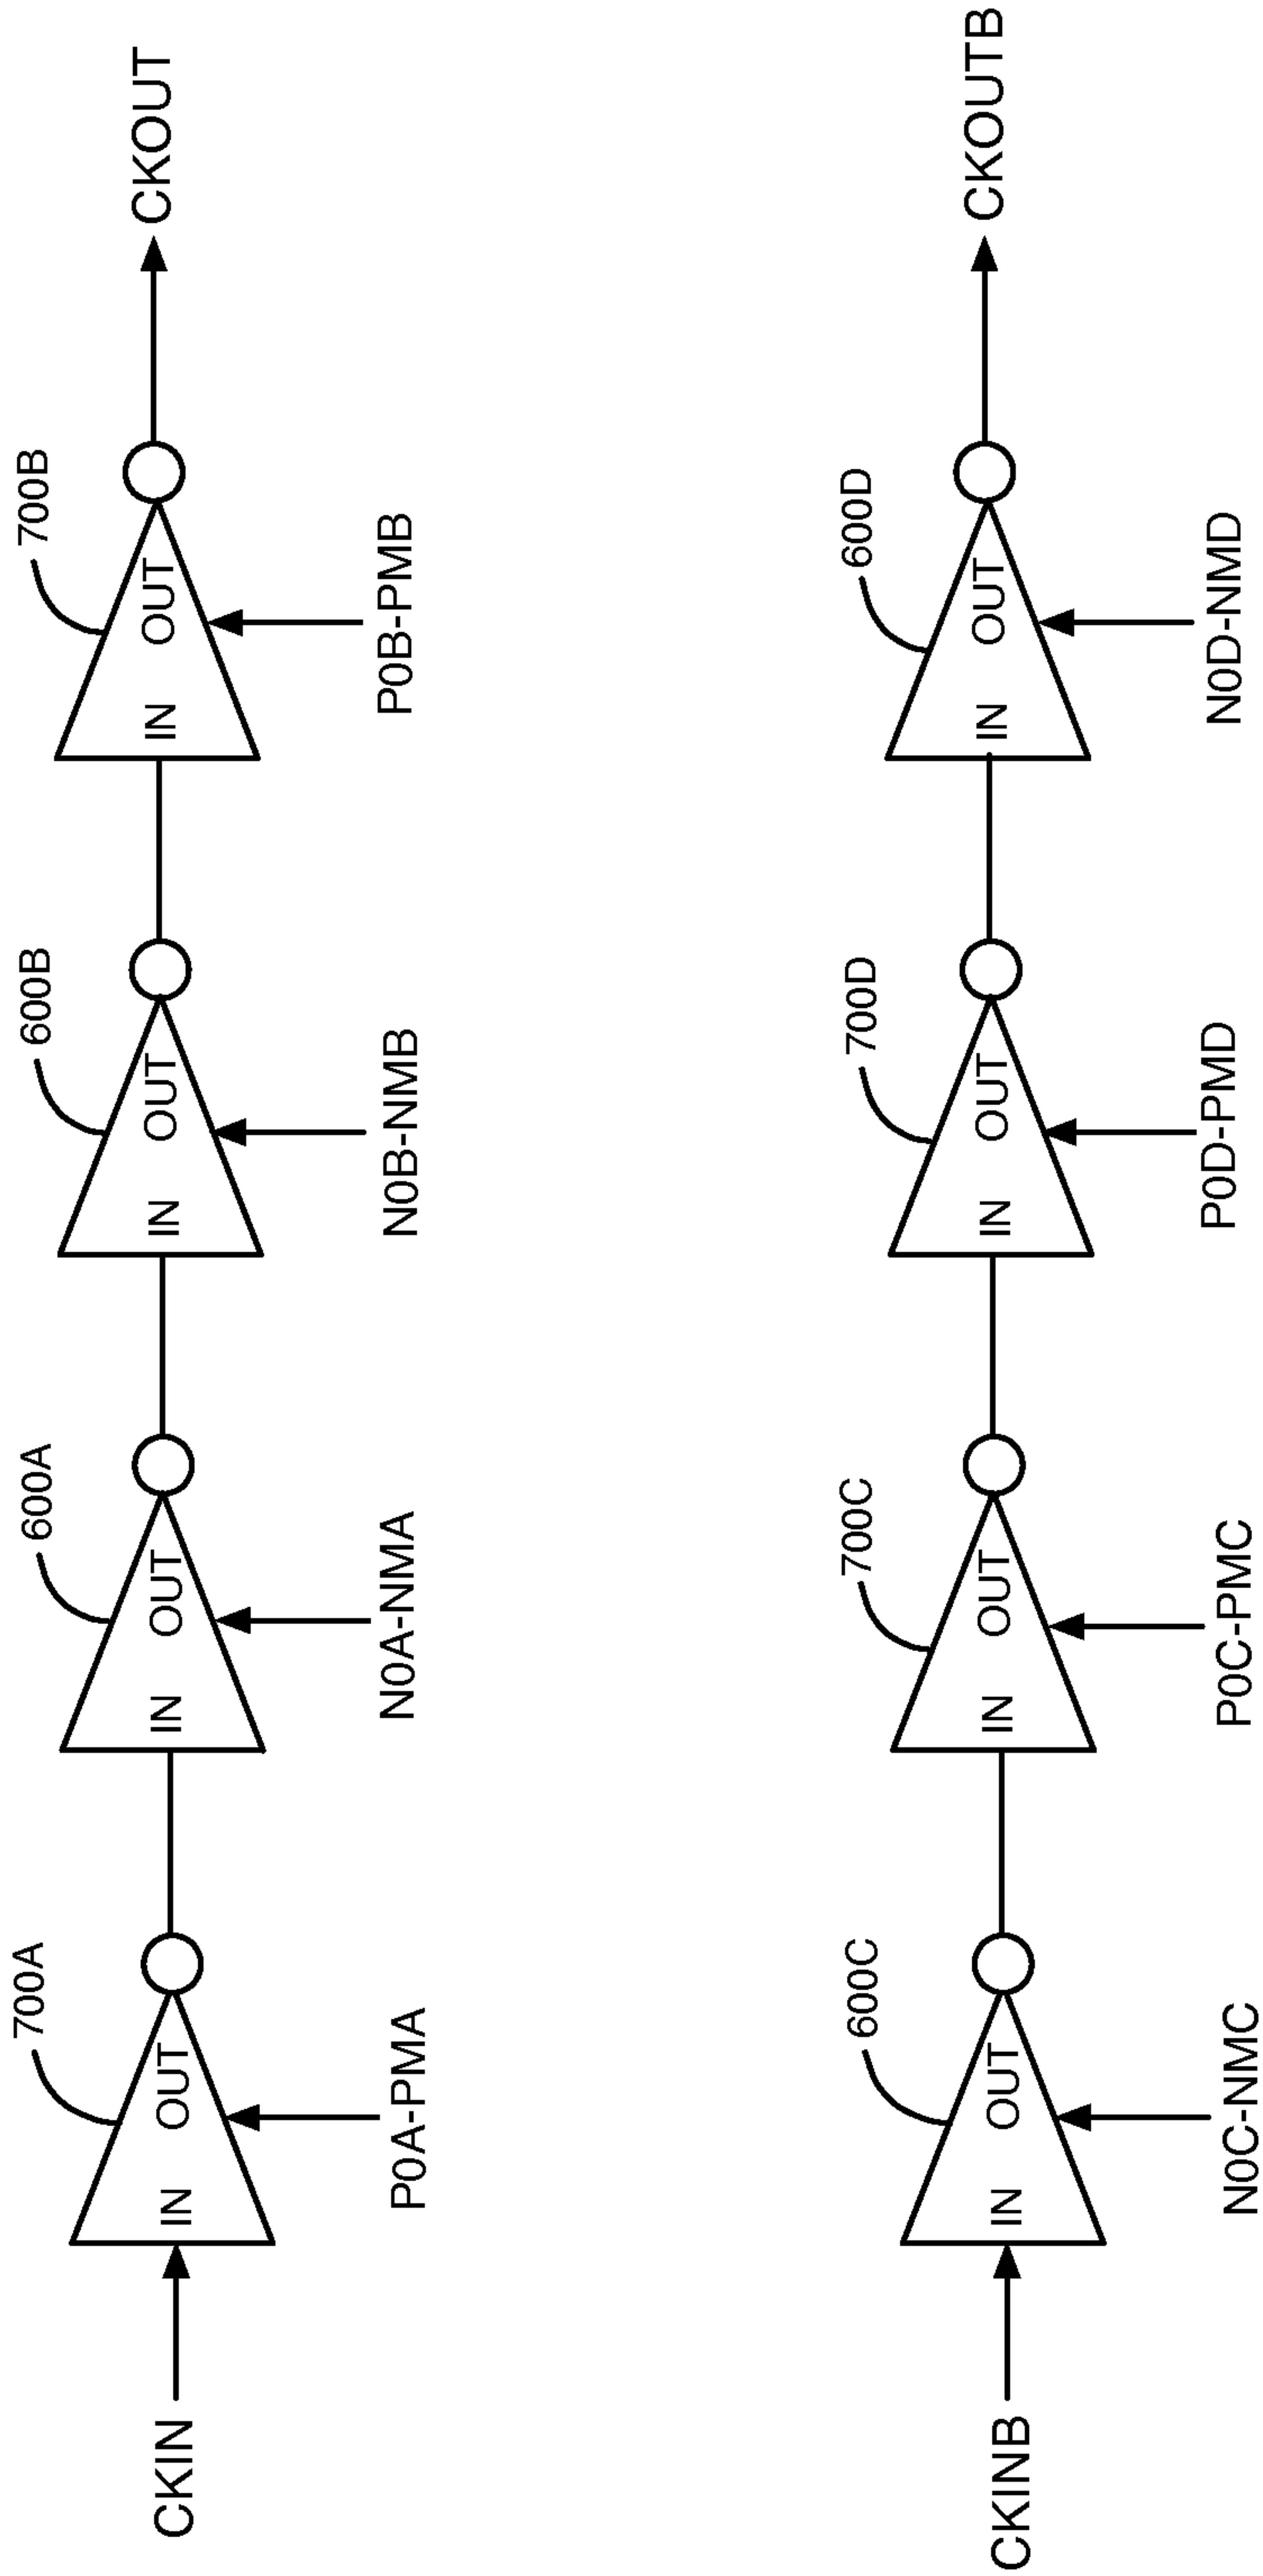 700A
600A
600B
700B
CKIN
IN
OUT
IN
OUT
IN
OUT
IN
OUT
CKOUT
P0A-PMA
N0A-NMA
N0B-NMB
P0B-PMB
600C
700C
700D
600D
CKINB
IN
OUT
IN
OUT
IN
OUT
IN
OUT
CKOUTB
N0C-NMC
P0C-PMC
P0D-PMD
N0D-NMD